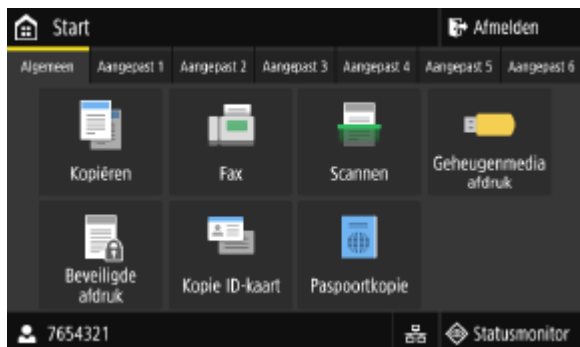 Start
Afmelden
Algemeen Aangepast 1 Aangepast 2 Aangepast 3 Aangepast 4 Aangepast 5 Aangepast 6
Kopiëren Fax Scannen Geheugenmedia
afdruk
Beveiligde
afdruk Kopie ID-kaart Paspoortkopie
7654321 Statusmonitor